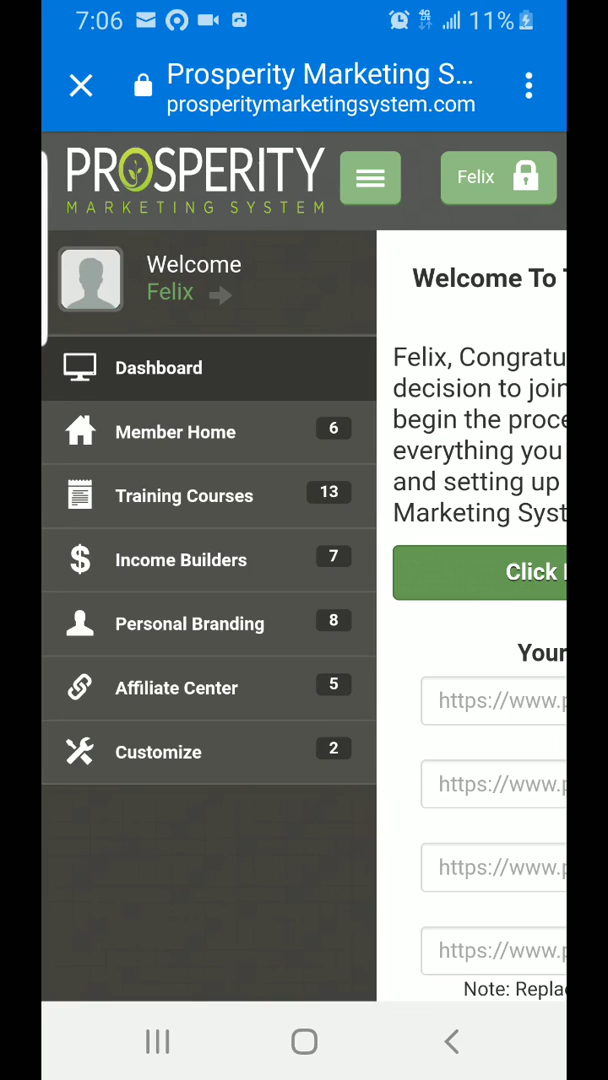 7:06
11%
Prosperity Marketing S...
prosperitymarketingsystem.com
PROSPERITY
MARKETING SYSTEM
Felix
Welcome
Felix
Dashboard
Member Home 6
Training Courses 13
Income Builders 7
Personal Branding 8
Affiliate Center 5
Customize 2
Welcome To
Felix, Congratu
decision to join
begin the proce
everything you
and setting up
Marketing Syst
Click
Your
https://www.p
https://www.p
https://www.p
https://www.p
Note: Repla